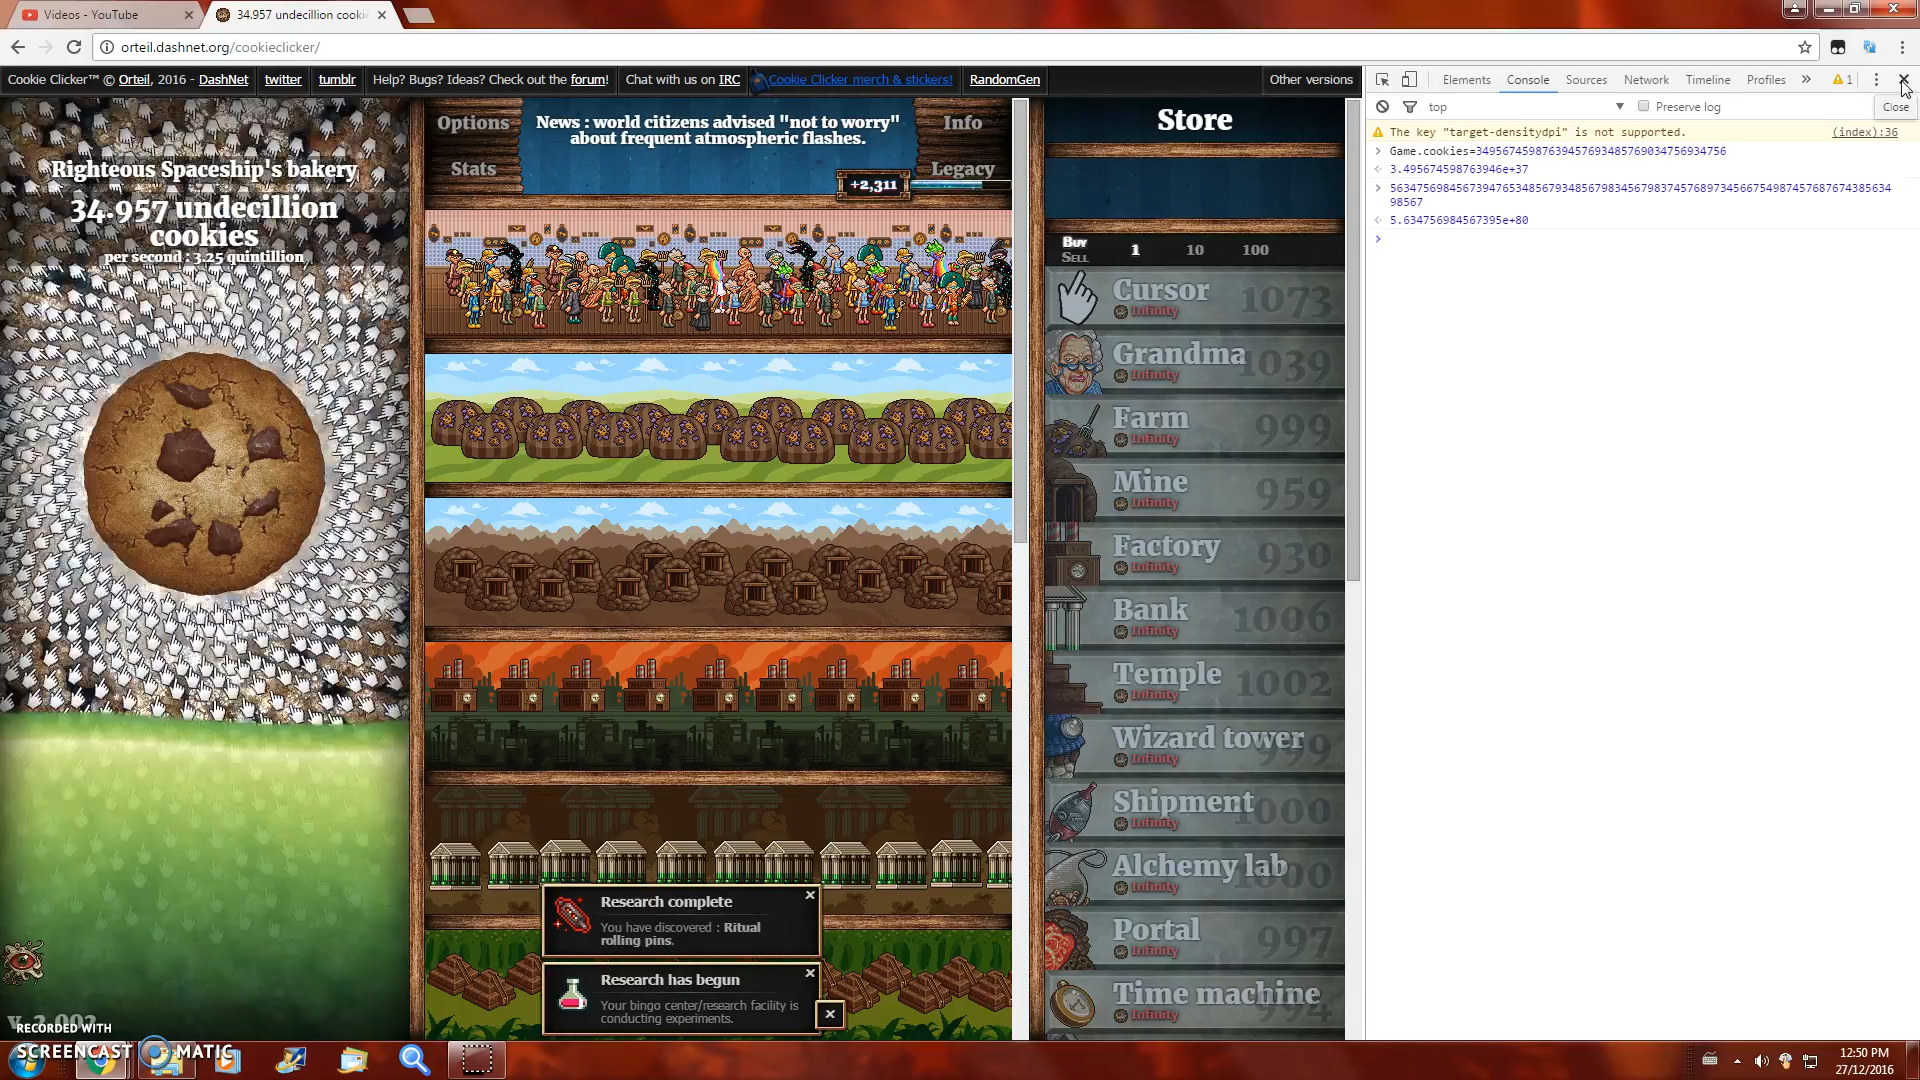 Videos - YouTube
34.957 undecillion cooki
orteil.dashnet.org/cookieclicker/
Cookie Clicker™ © Orteil, 2016 - DashNet
twitter
tumblr
Help? Bugs? Ideas? Check out the forum!
Chat with us on IRC
Cookie Clicker merch & stickers!
RandomGen
Other versions
Righteous Spaceship's bakery
34.957 undecillion
cookies
per second : 3.25 quintillion
v. 2.002
Options
Stats
News : world citizens advised "not to worry"
about frequent atmospheric flashes.
Info
Legacy
+2,311
Research complete
You have discovered : Ritual
rolling pins.
Research has begun
Your bingo center/research facility is
conducting experiments.
Store
Buy
SELL
1
10
100
Cursor
Infinity
1073
Grandma
Infinity
1039
Farm
Infinity
999
Mine
Infinity
959
Factory
Infinity
930
Bank
Infinity
1006
Temple
Infinity
1002
Wizard tower
Infinity
999
Shipment
Infinity
1000
Alchemy lab
Infinity
1000
Portal
Infinity
997
Time machine
Infinity
994
Elements
Console
Sources
Network
Timeline
Profiles
1
top
Preserve log
Close
The key "target-densitydpi" is not supported.
(index):36
Game.cookies=34956745987639457693485769034756934756
3.495674598763946e+37
5.634756984567395e+80
RECORDED WITH
SCREENCAST
MATIC
12:50 PM
27/12/2016